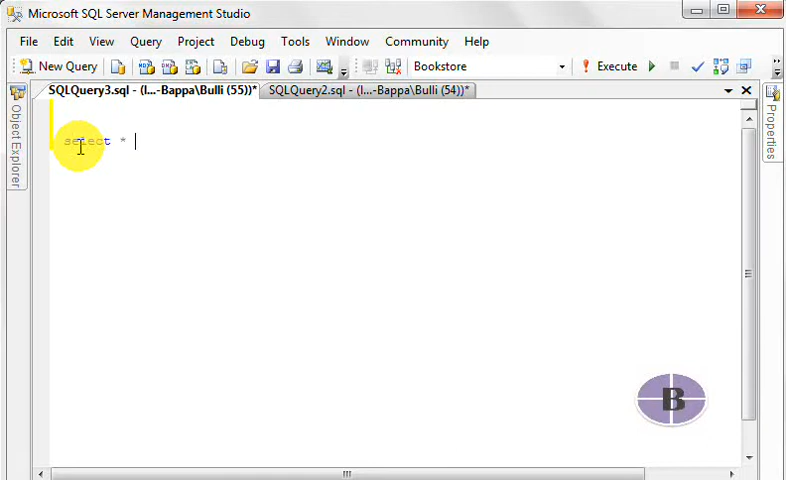 Microsoft SQL Server Management Studio
File Edit View Query Project Debug Tools Window Community Help
New Query Bookstore Execute
SQLQuery3.sql - (l...-Bappa\Bulli (55))* SQLQuery2.sql - (l...-Bappa\Bulli (54))*
Object Explorer
Properties
select *
B